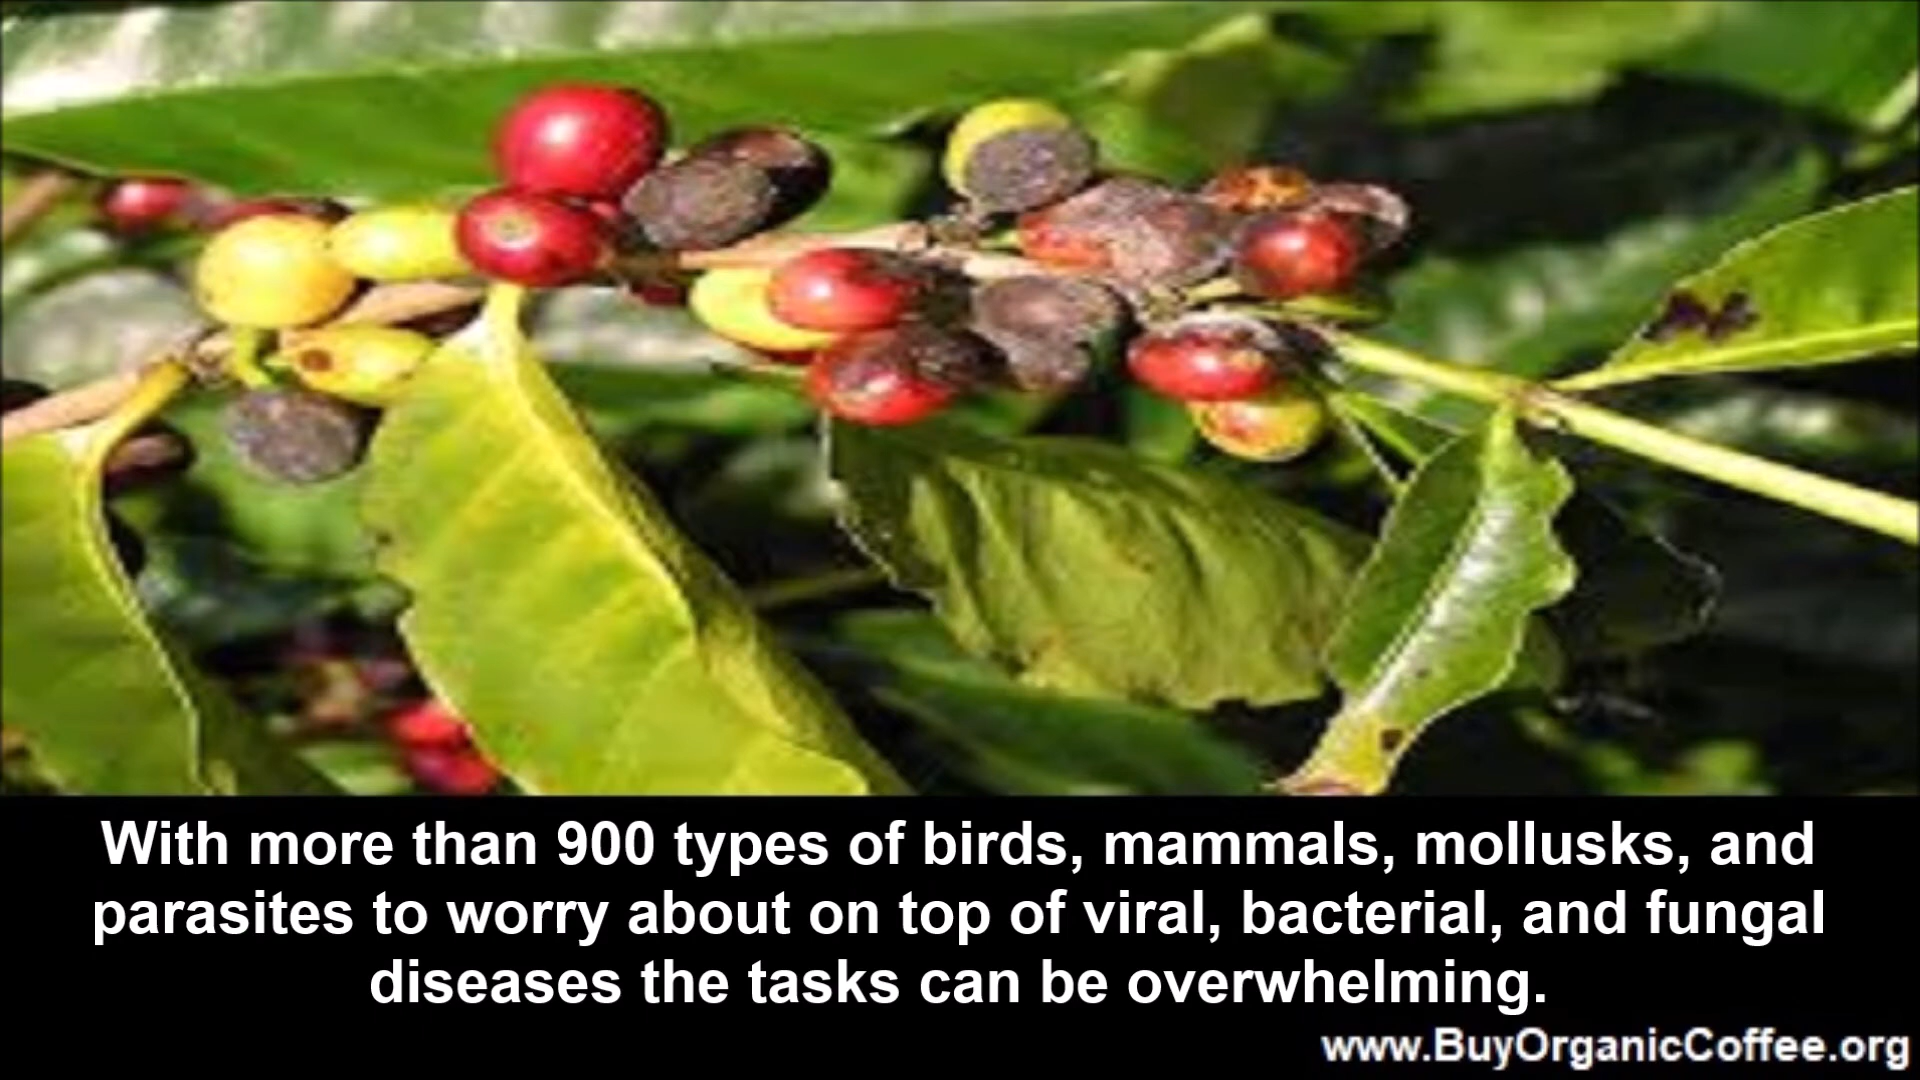 With more than 900 types of birds, mammals, mollusks, and
parasites to worry about on top of viral, bacterial, and fungal
diseases the tasks can be overwhelming.
www.BuyOrganicCoffee.org